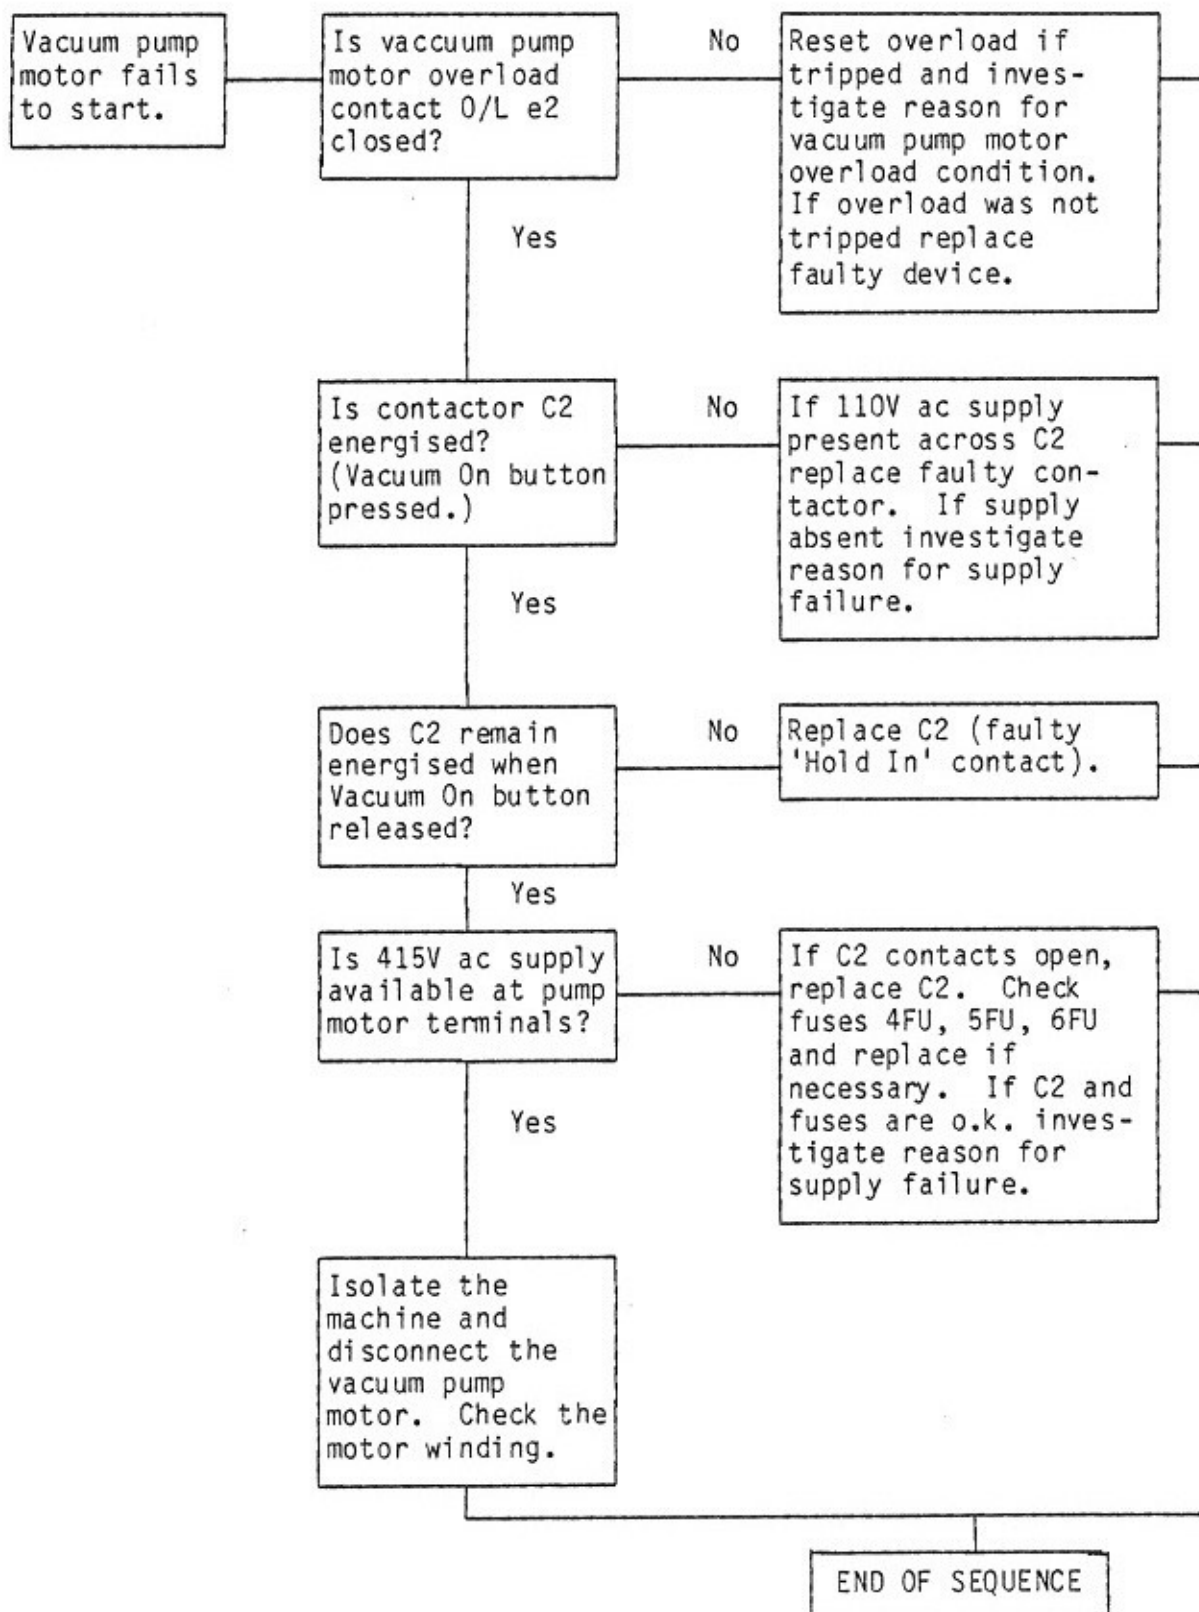 Vacuum pump
motor fails
to start.
Is vaccuum pump
motor overload
contact O/L e2
closed?
No
Reset overload if
tripped and inves-
tigate reason for
vacuum pump motor
overload condition.
If overload was not
tripped replace
faulty device.
Yes
Is contactor C2
energised?
(Vacuum On button
pressed.)
No
If 110V ac supply
present across C2
replace faulty con-
tactor.  If supply
absent investigate
reason for supply
failure.
Yes
Does C2 remain
energised when
Vacuum On button
released?
No
Replace C2 (faulty
'Hold In' contact).
Yes
Is 415V ac supply
available at pump
motor terminals?
No
If C2 contacts open,
replace C2.  Check
fuses 4FU, 5FU, 6FU
and replace if
necessary.  If C2 and
fuses are o.k. inves-
tigate reason for
supply failure.
Yes
Isolate the
machine and
disconnect the
vacuum pump
motor.  Check the
motor winding.
END OF SEQUENCE